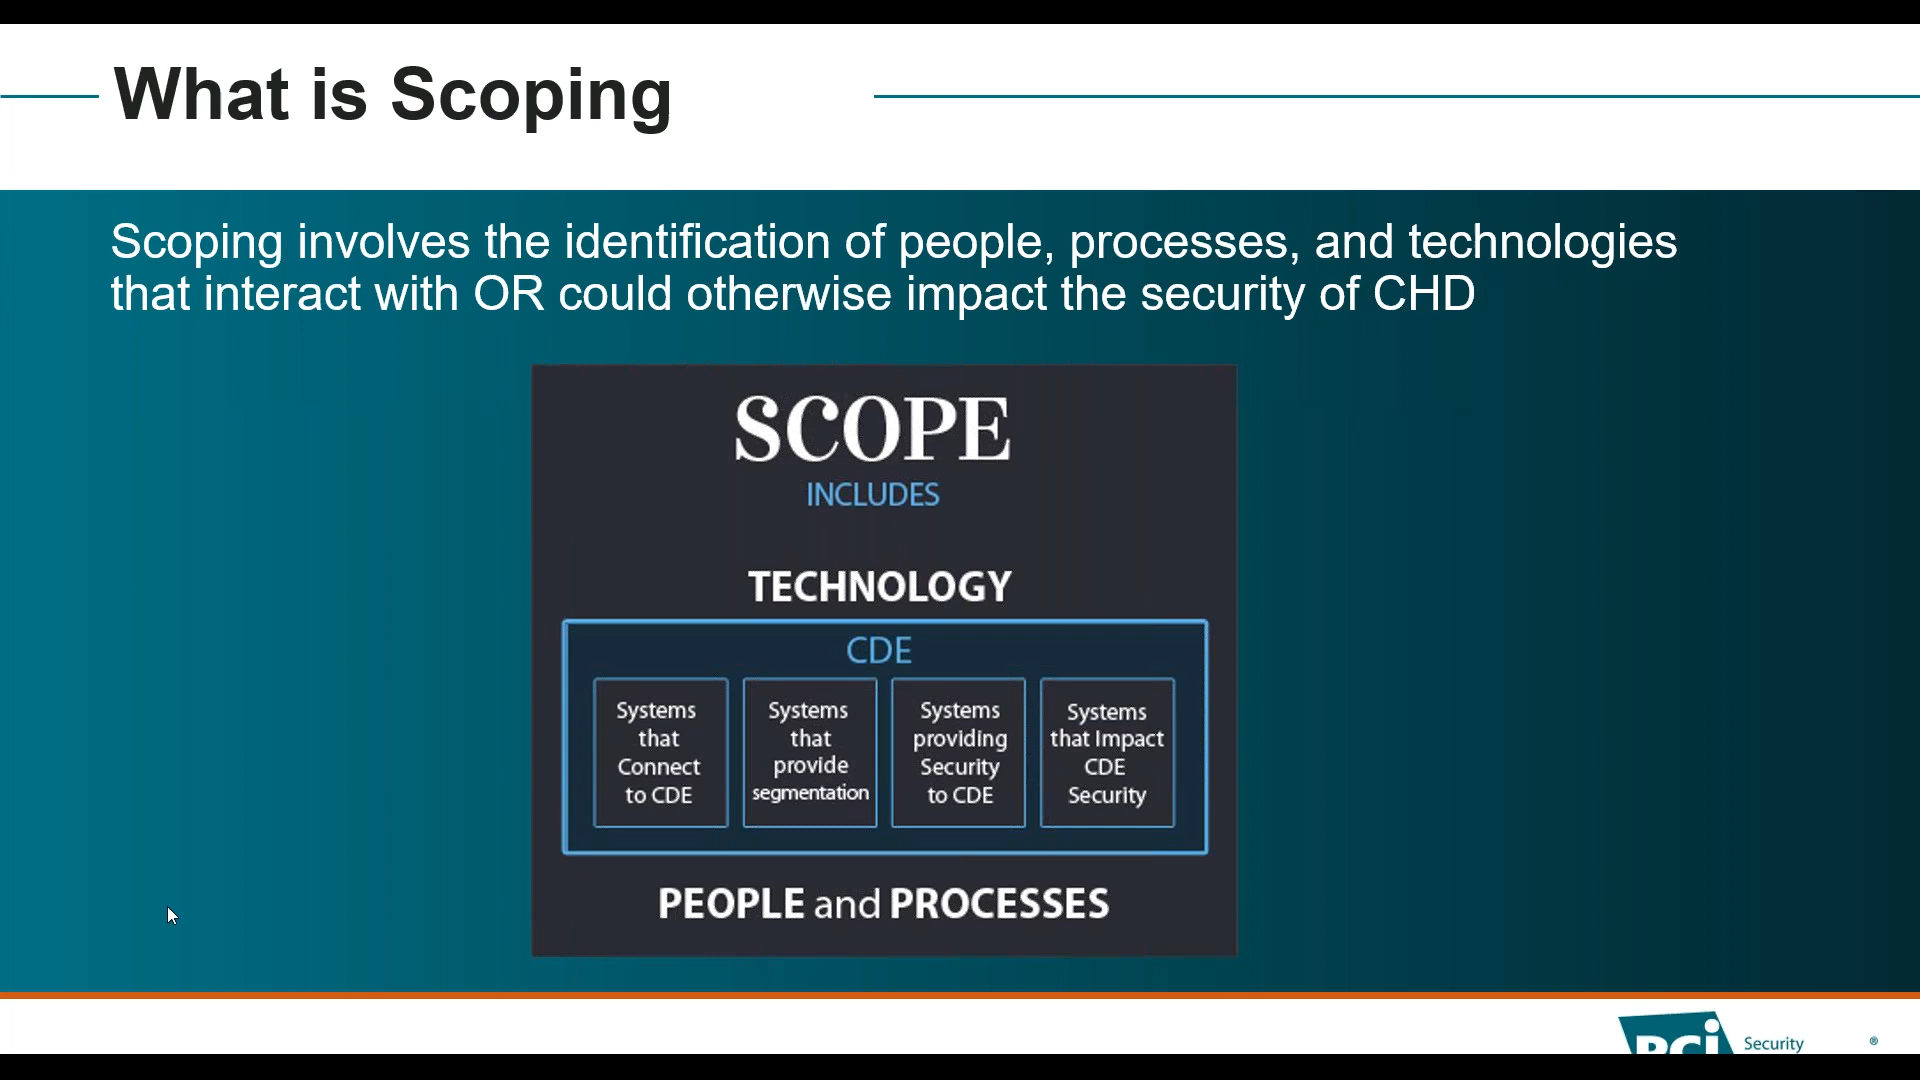 What is Scoping
Scoping involves the identification of people, processes, and technologies
that interact with OR could otherwise impact the security of CHD
SCOPE
INCLUDES
TECHNOLOGY
CDE
Systems
that
Connect
to CDE
Systems
that
provide
segmentation
Systems
providing
Security
to CDE
Systems
that Impact
CDE
Security
PEOPLE and PROCESSES
PCi Security ®